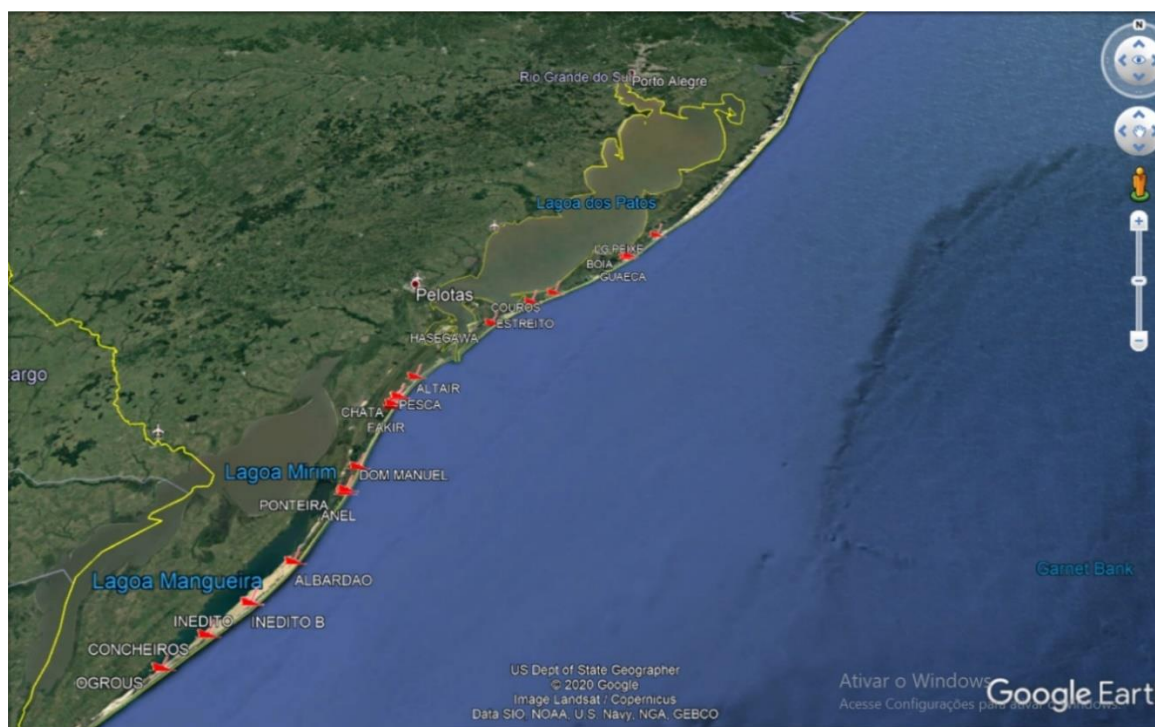 N
Rio Grande do Sul
Porto Alegre
Lagoa dos Patos
LG PEIXE
BOIA
GUAECA
Pelotas
COUROS
ESTREITO
HASEGAWA
ALTAIR
CHATA
PESCA
FAKIR
argo
Lagoa Mirim
DOM MANUEL
PONTEIRA
ANEL
Lagoa Mangueira
ALBARDAO
Garnet Bank
INEDITO
INEDITO B
CONCHEIROS
OGROUS
US Dept of State Geographer
© 2020 Google
Image Landsat / Copernicus
Data SIO, NOAA, U.S. Navy, NGA, GEBCO
Ativar o Windows
Acesse Configurações para ativar o Windows.
Google Eart